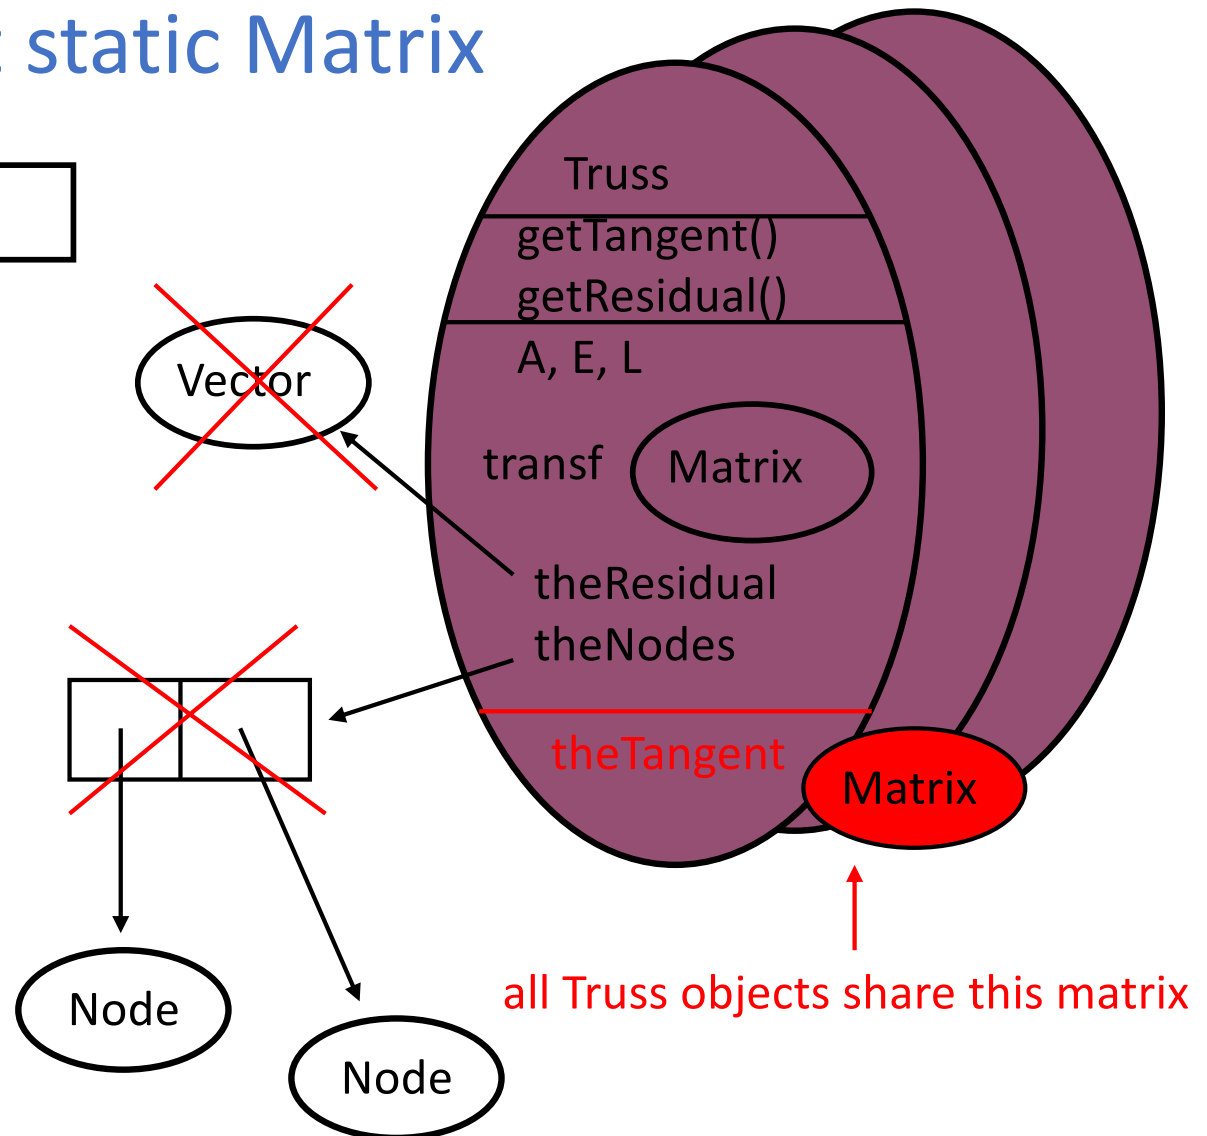 static Matrix
Truss
getTangent()
getResidual()
A, E, L
Vector
transf
Matrix
theResidual
theNodes
theTangent
Matrix
all Truss objects share this matrix
Node
Node